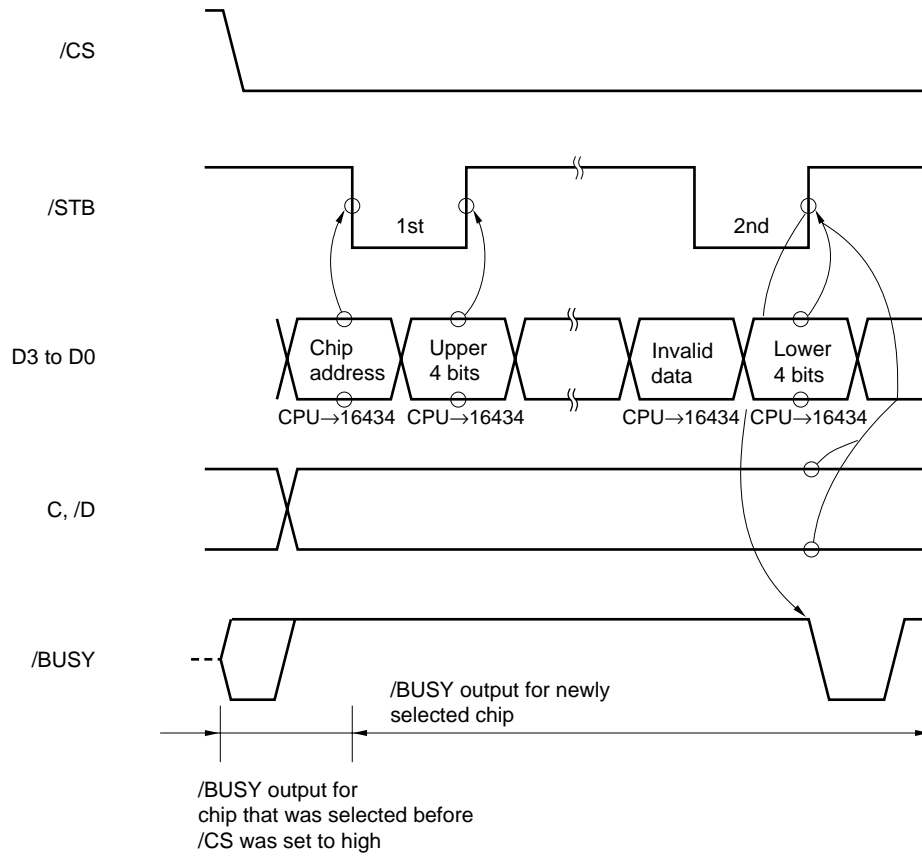 /CS
/STB
1st
2nd
D3 to D0
Chip
address
Upper
4 bits
Invalid
data
Lower
4 bits
CPU→16434
CPU→16434
CPU→16434
CPU→16434
C, /D
/BUSY
/BUSY output for newly
selected chip
/BUSY output for
chip that was selected before
/CS was set to high